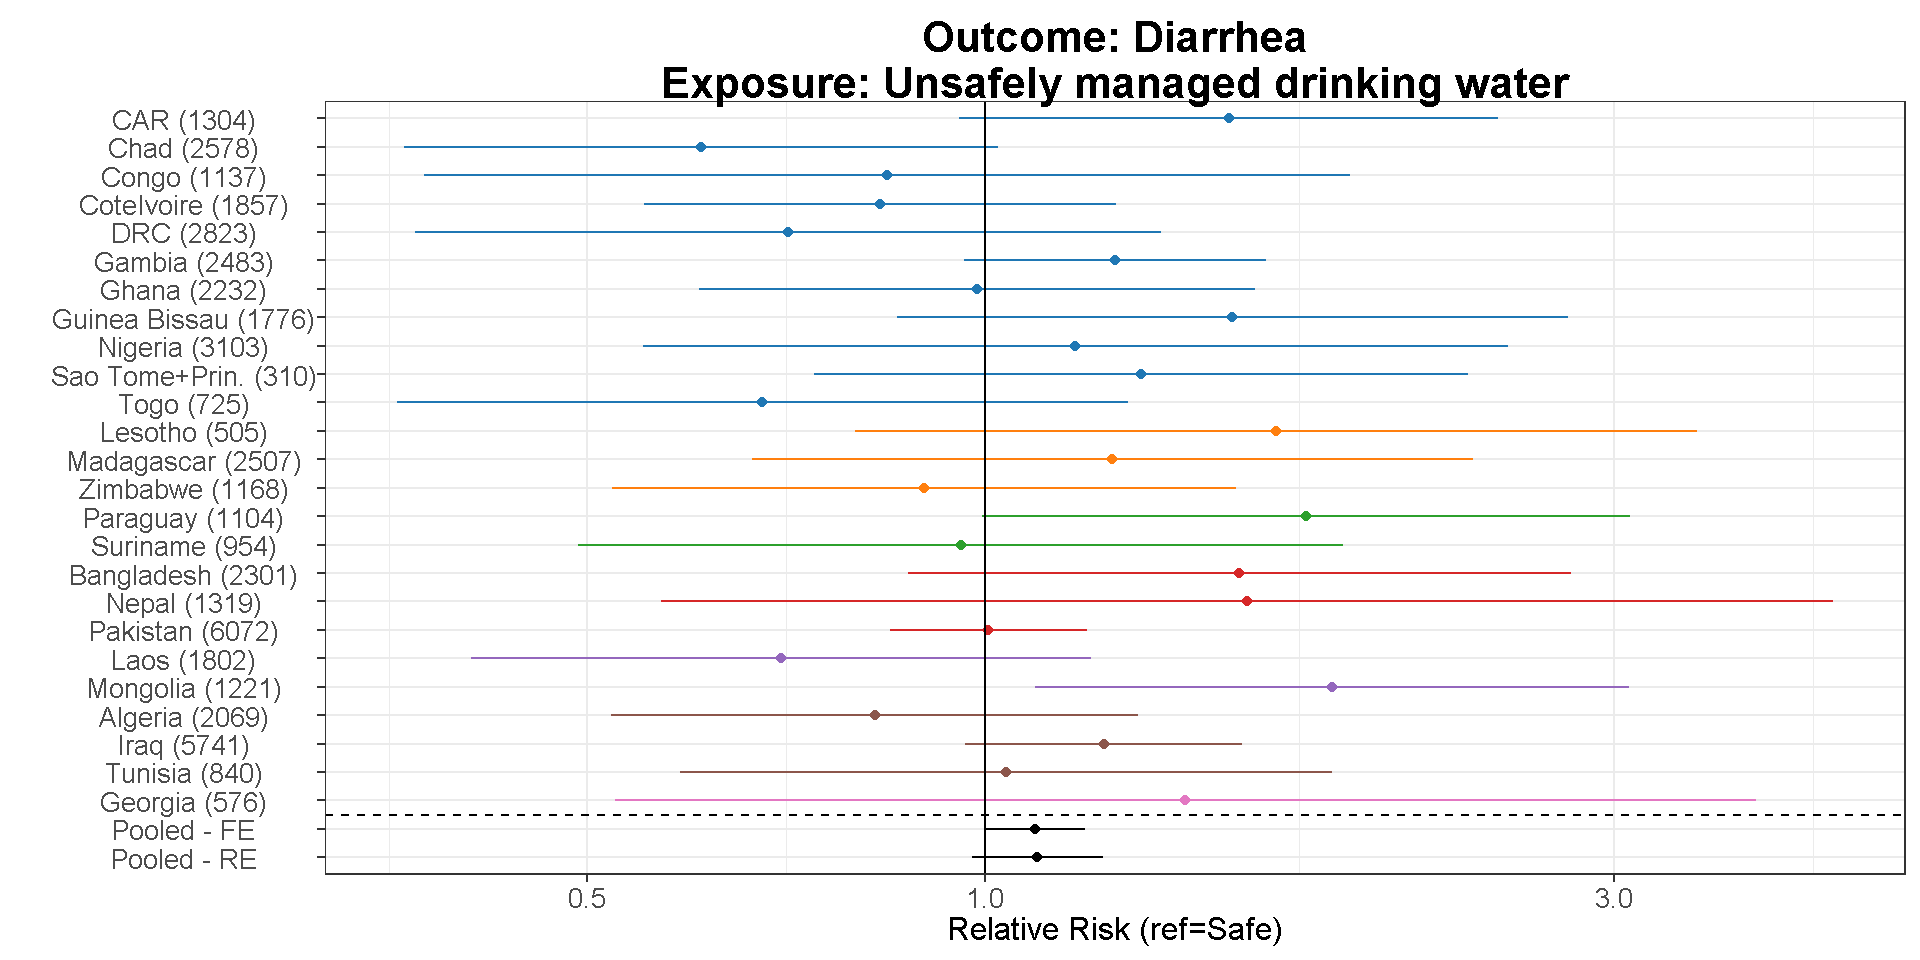 Outcome: Diarrhea
Exposure: Unsafely managed drinking water
CAR (1304)
Chad (2578)
Congo (1137)
CoteIvoire (1857)
DRC (2823)
Gambia (2483)
Ghana (2232)
Guinea Bissau (1776)
Nigeria (3103)
Sao Tome+Prin. (310)
Togo (725)
Lesotho (505)
Madagascar (2507)
Zimbabwe (1168)
Paraguay (1104)
Suriname (954)
Bangladesh (2301)
Nepal (1319)
Pakistan (6072)
Laos (1802)
Mongolia (1221)
Algeria (2069)
Iraq (5741)
Tunisia (840)
Georgia (576)
Pooled - FE
Pooled - RE
0.5 1.0 3.0
Relative Risk (ref=Safe)